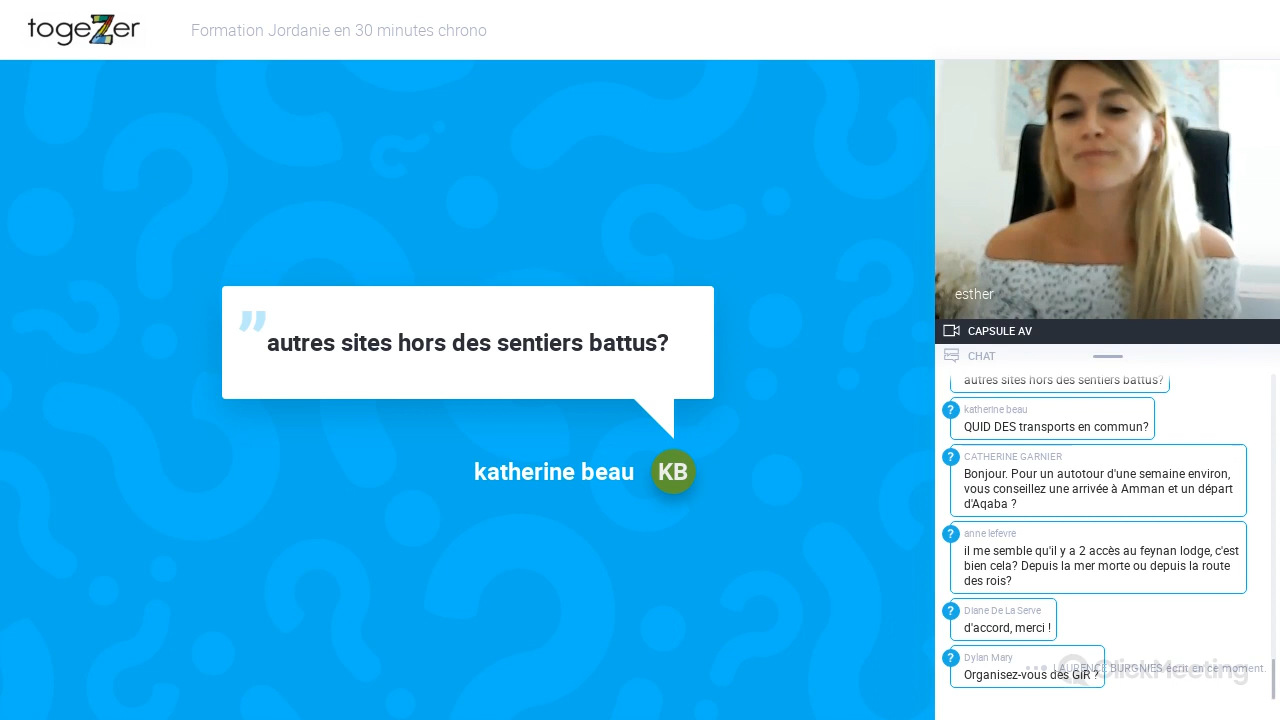 togeZzer
Formation Jordanie en 30 minutes chrono
autres sites hors des sentiers battus?
katherine beau
KB
esther
CAPSULE AV
CHAT
autres sites hors des sentiers battus?
? katherine beau
QUID DES transports en commun?
? CATHERINE GARNIER
Bonjour. Pour un autotour d'une semaine environ,
vous conseillez une arrivée à Amman et un départ
d'Aqaba ?
? anne lefevre
il me semble qu'il y a 2 accès au feynan lodge, c'est
bien cela? Depuis la mer morte ou depuis la route
des rois?
? Diane De La Serve
d'accord, merci !
? Dylan Mary
Organisez-vous des GIR ?
LAURENCE BURGNIES écrit en ce moment.
ClickMeeting